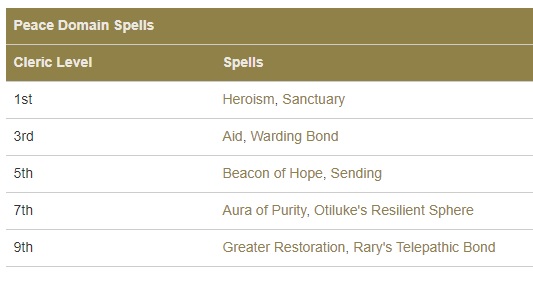 Peace Domain Spells
Cleric Level Spells
1st Heroism, Sanctuary
3rd Aid, Warding Bond
5th Beacon of Hope, Sending
7th Aura of Purity, Otiluke's Resilient Sphere
9th Greater Restoration, Rary's Telepathic Bond